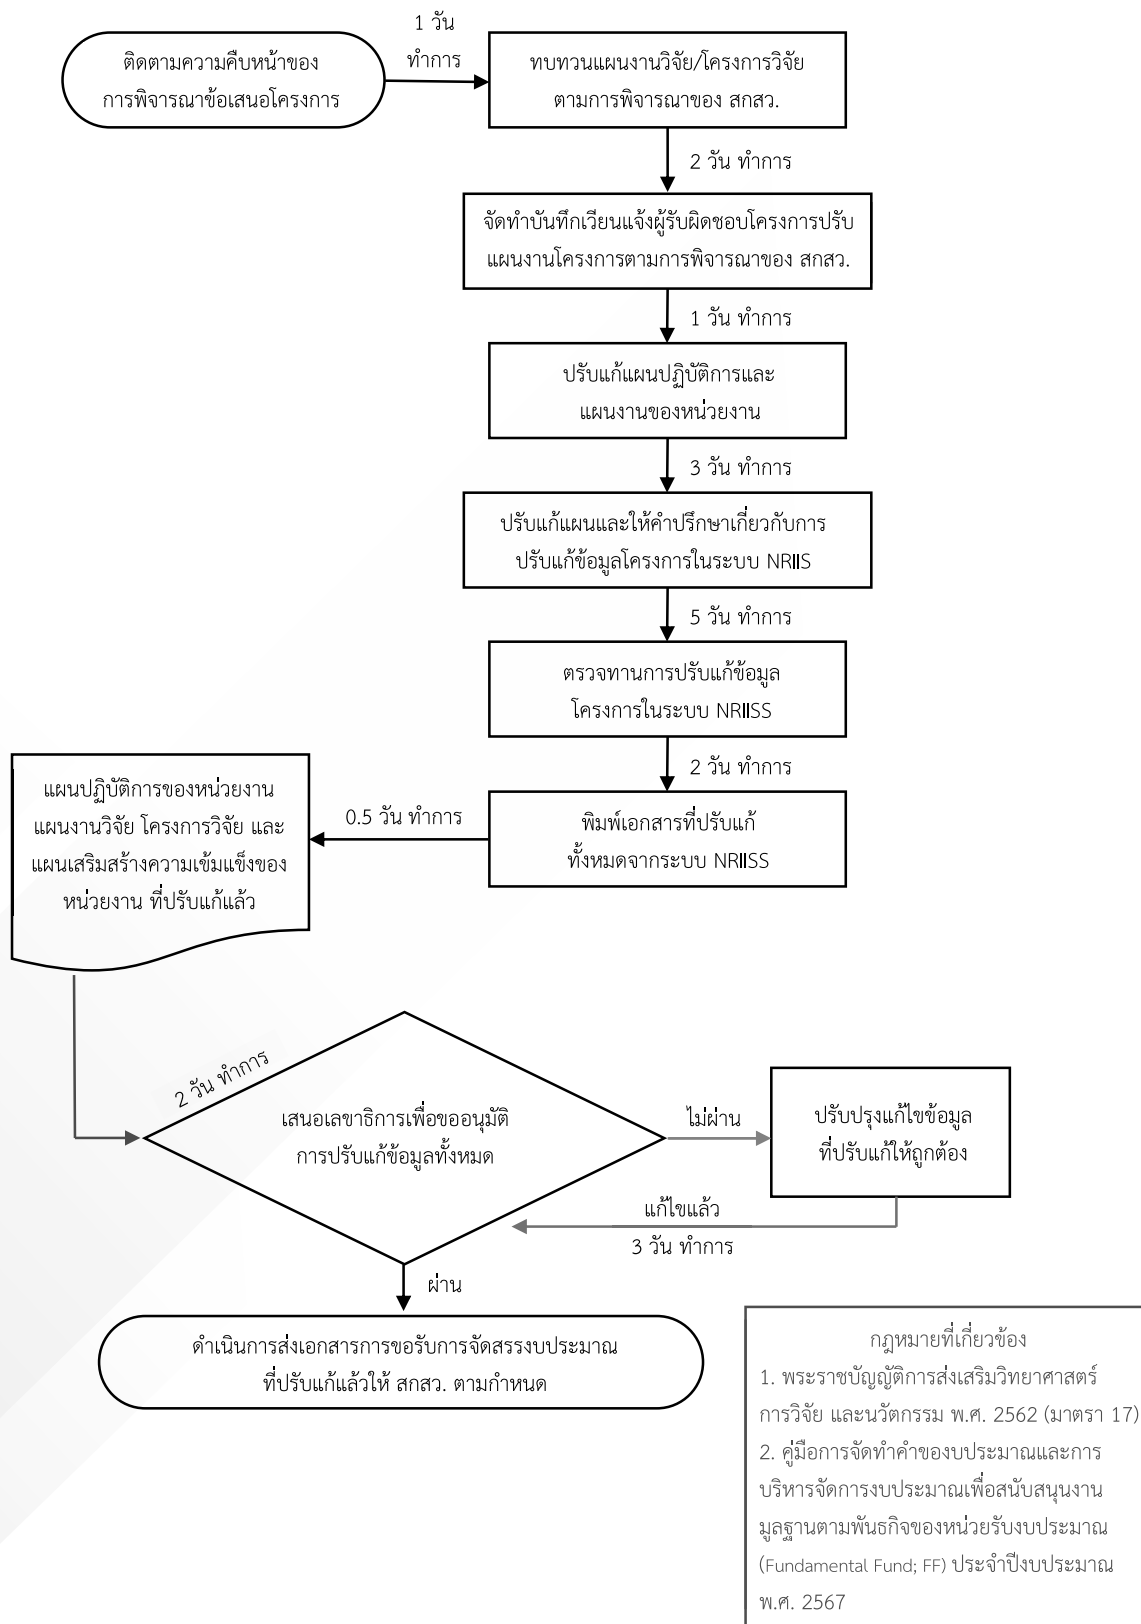 ติดตามความคืบหน้าของ
การพิจารณาข้อเสนอโครงการ
1 วัน
ทำการ
ทบทวนแผนงานวิจัย/โครงการวิจัย
ตามการพิจารณาของ สกสว.
2 วัน ทำการ
จัดทำบันทึกเวียนแจ้งผู้รับผิดชอบโครงการปรับ
แผนงานโครงการตามการพิจารณาของ สกสว.
1 วัน ทำการ
ปรับแก้แผนปฏิบัติการและ
แผนงานของหน่วยงาน
3 วัน ทำการ
ปรับแก้แผนและให้คำปรึกษาเกี่ยวกับการ
ปรับแก้ข้อมูลโครงการในระบบ NRIIS
5 วัน ทำการ
ตรวจทานการปรับแก้ข้อมูล
โครงการในระบบ NRIISS
2 วัน ทำการ
พิมพ์เอกสารที่ปรับแก้
ทั้งหมดจากระบบ NRIISS
0.5 วัน ทำการ
แผนปฏิบัติการของหน่วยงาน
แผนงานวิจัย โครงการวิจัย และ
แผนเสริมสร้างความเข้มแข็งของ
หน่วยงาน ที่ปรับแก้แล้ว
2 วัน ทำการ
เสนอเลขาธิการเพื่อขออนุมัติ
การปรับแก้ข้อมูลทั้งหมด
ไม่ผ่าน
ปรับปรุงแก้ไขข้อมูล
ที่ปรับแก้ให้ถูกต้อง
แก้ไขแล้ว
3 วัน ทำการ
ผ่าน
ดำเนินการส่งเอกสารการขอรับการจัดสรรงบประมาณ
ที่ปรับแก้แล้วให้ สกสว. ตามกำหนด
กฎหมายที่เกี่ยวข้อง
1. พระราชบัญญัติการส่งเสริมวิทยาศาสตร์
การวิจัย และนวัตกรรม พ.ศ. 2562 (มาตรา 17)
2. คู่มือการจัดทำคำของบประมาณและการ
บริหารจัดการงบประมาณเพื่อสนับสนุนงาน
มูลฐานตามพันธกิจของหน่วยรับงบประมาณ
(Fundamental Fund; FF) ประจำปีงบประมาณ
พ.ศ. 2567